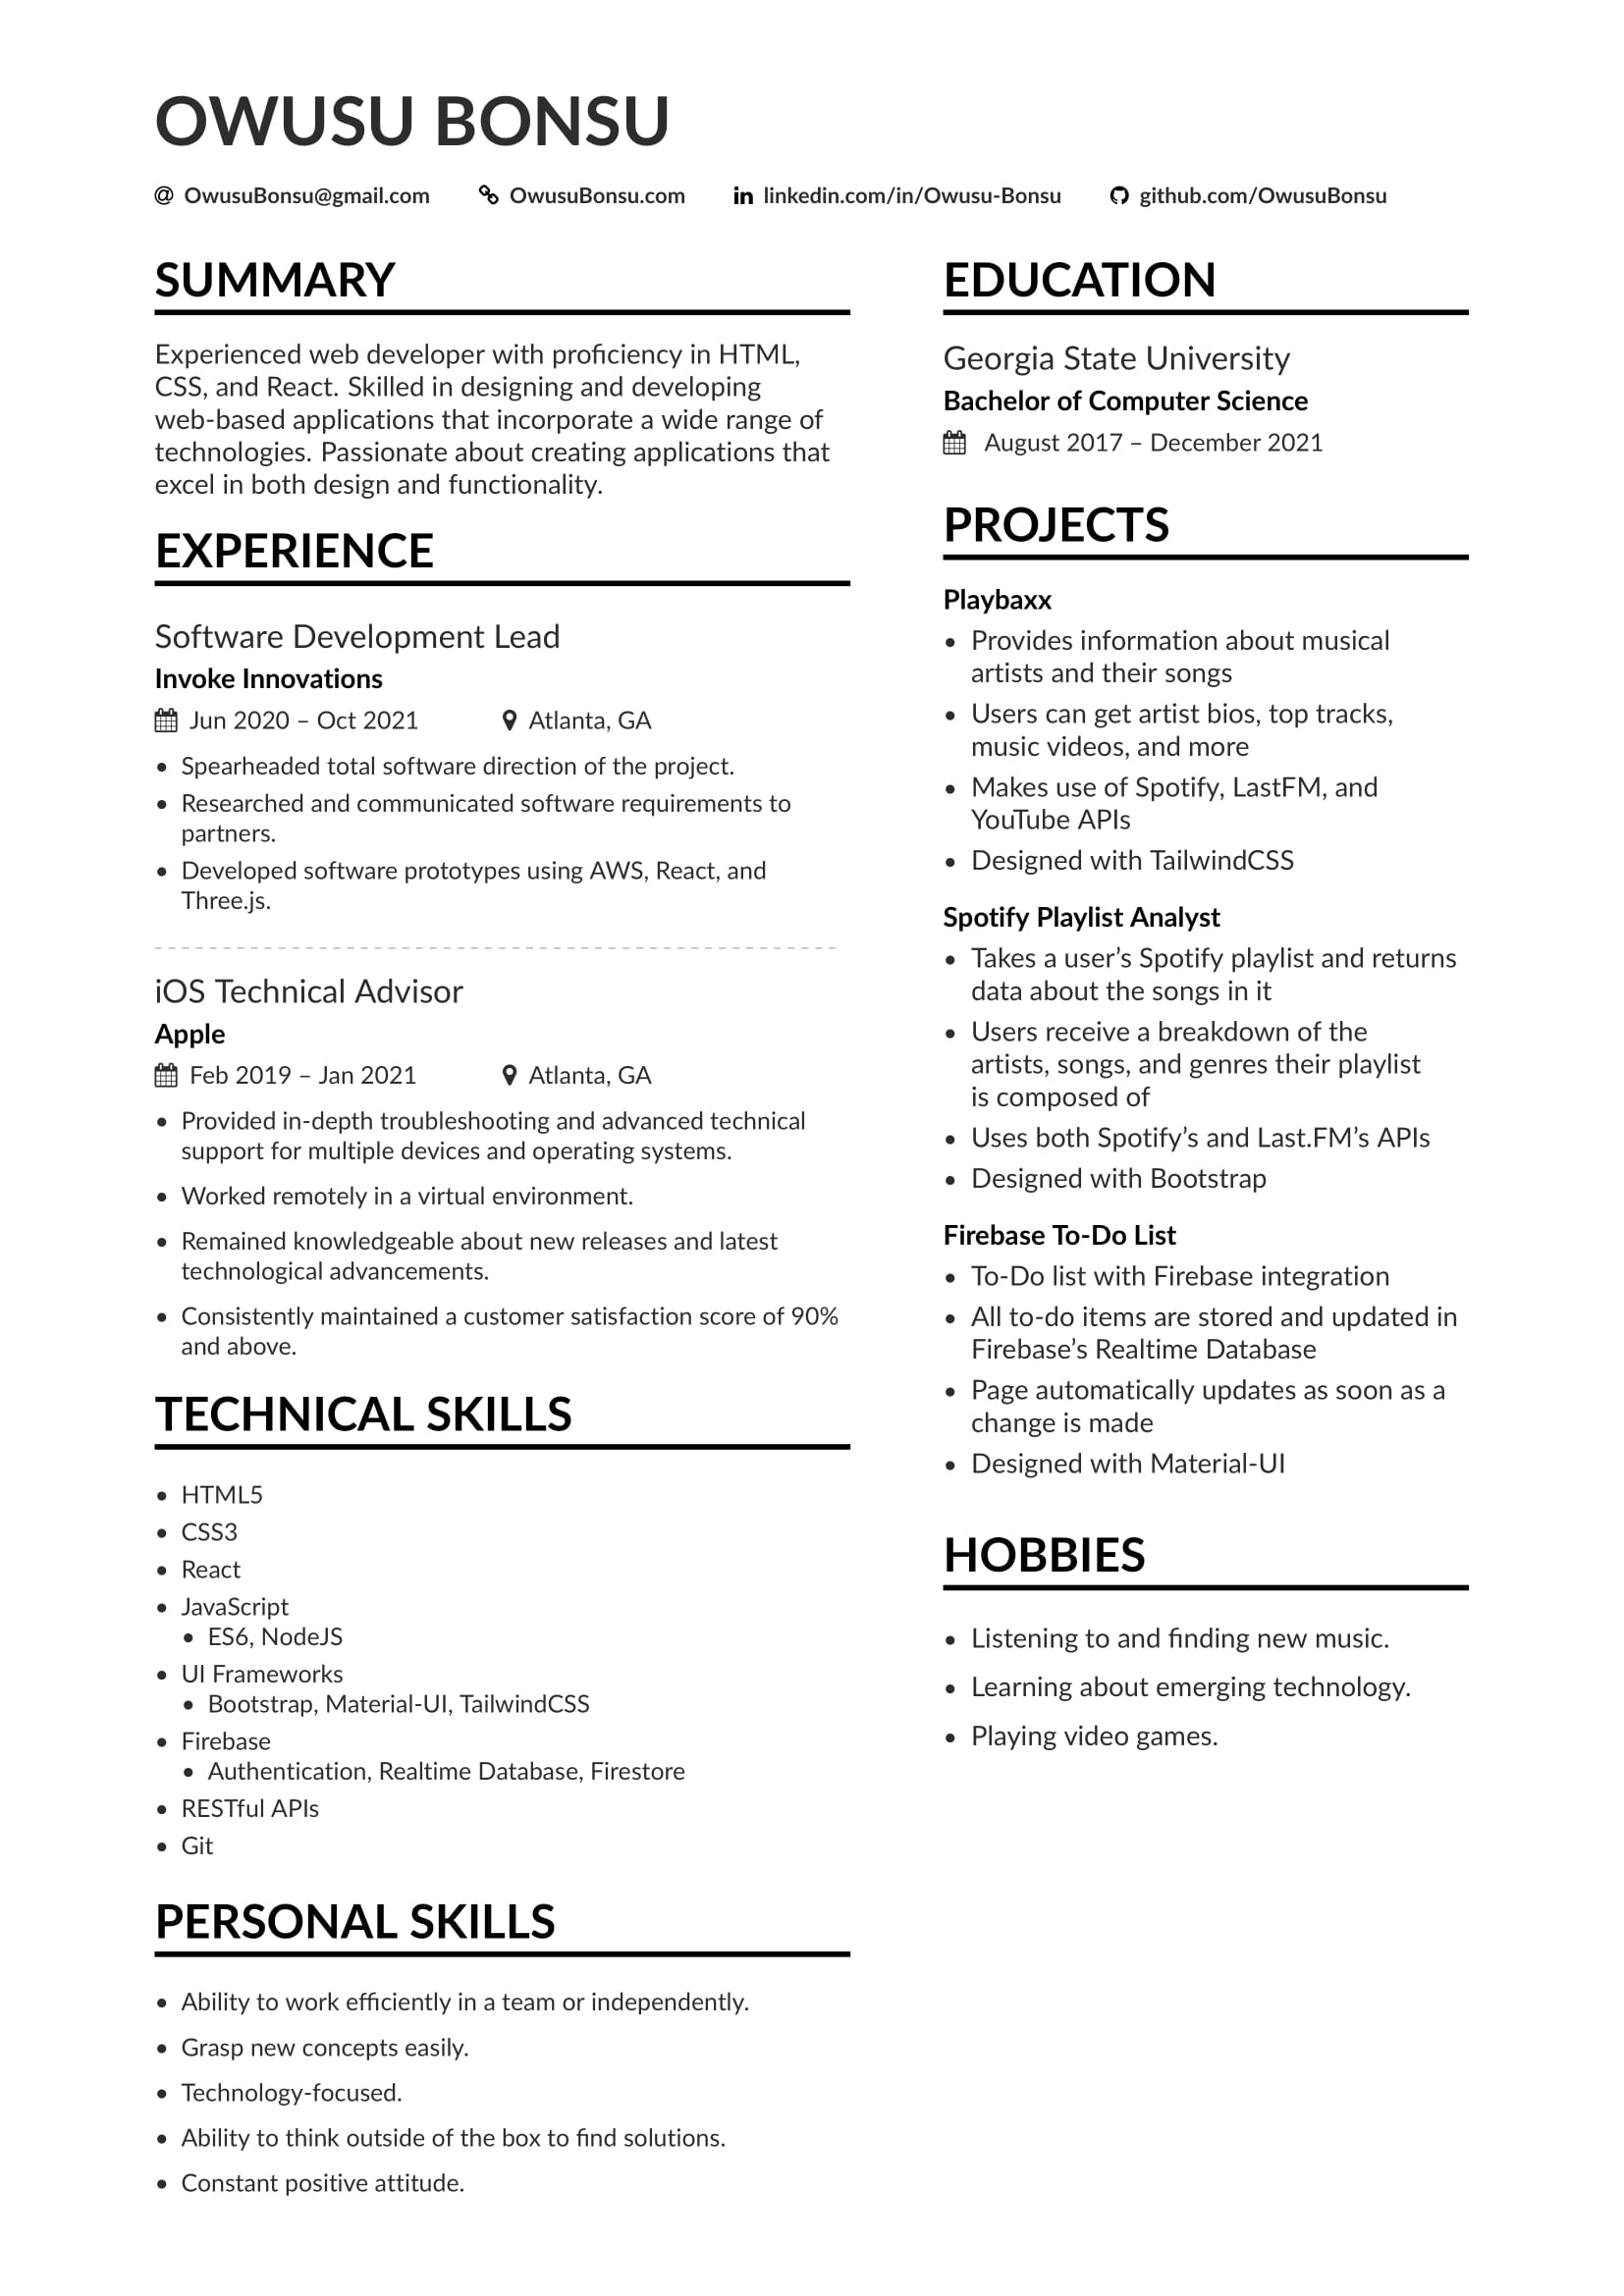 OWUSU BONSU
OwusuBonsu@gmail.com OwusuBonsu.com linkedin.com/in/Owusu-Bonsu github.com/OwusuBonsu
SUMMARY
Experienced web developer with proficiency in HTML,
CSS, and React. Skilled in designing and developing
web-based applications that incorporate a wide range of
technologies. Passionate about creating applications that
excel in both design and functionality.
EXPERIENCE
Software Development Lead
Invoke Innovations
Jun 2020 – Oct 2021 Atlanta, GA
• Spearheaded total software direction of the project.
• Researched and communicated software requirements to
partners.
• Developed software prototypes using AWS, React, and
Three.js.
iOS Technical Advisor
Apple
Feb 2019 – Jan 2021 Atlanta, GA
• Provided in-depth troubleshooting and advanced technical
support for multiple devices and operating systems.
• Worked remotely in a virtual environment.
• Remained knowledgeable about new releases and latest
technological advancements.
• Consistently maintained a customer satisfaction score of 90%
and above.
TECHNICAL SKILLS
• HTML5
• CSS3
• React
• JavaScript
• ES6, NodeJS
• UI Frameworks
• Bootstrap, Material-UI, TailwindCSS
• Firebase
• Authentication, Realtime Database, Firestore
• RESTful APIs
• Git
PERSONAL SKILLS
• Ability to work efficiently in a team or independently.
• Grasp new concepts easily.
• Technology-focused.
• Ability to think outside of the box to find solutions.
• Constant positive attitude.
EDUCATION
Georgia State University
Bachelor of Computer Science
August 2017 – December 2021
PROJECTS
Playbaxx
• Provides information about musical
artists and their songs
• Users can get artist bios, top tracks,
music videos, and more
• Makes use of Spotify, LastFM, and
YouTube APIs
• Designed with TailwindCSS
Spotify Playlist Analyst
• Takes a user’s Spotify playlist and returns
data about the songs in it
• Users receive a breakdown of the
artists, songs, and genres their playlist
is composed of
• Uses both Spotify’s and Last.FM’s APIs
• Designed with Bootstrap
Firebase To-Do List
• To-Do list with Firebase integration
• All to-do items are stored and updated in
Firebase’s Realtime Database
• Page automatically updates as soon as a
change is made
• Designed with Material-UI
HOBBIES
• Listening to and finding new music.
• Learning about emerging technology.
• Playing video games.